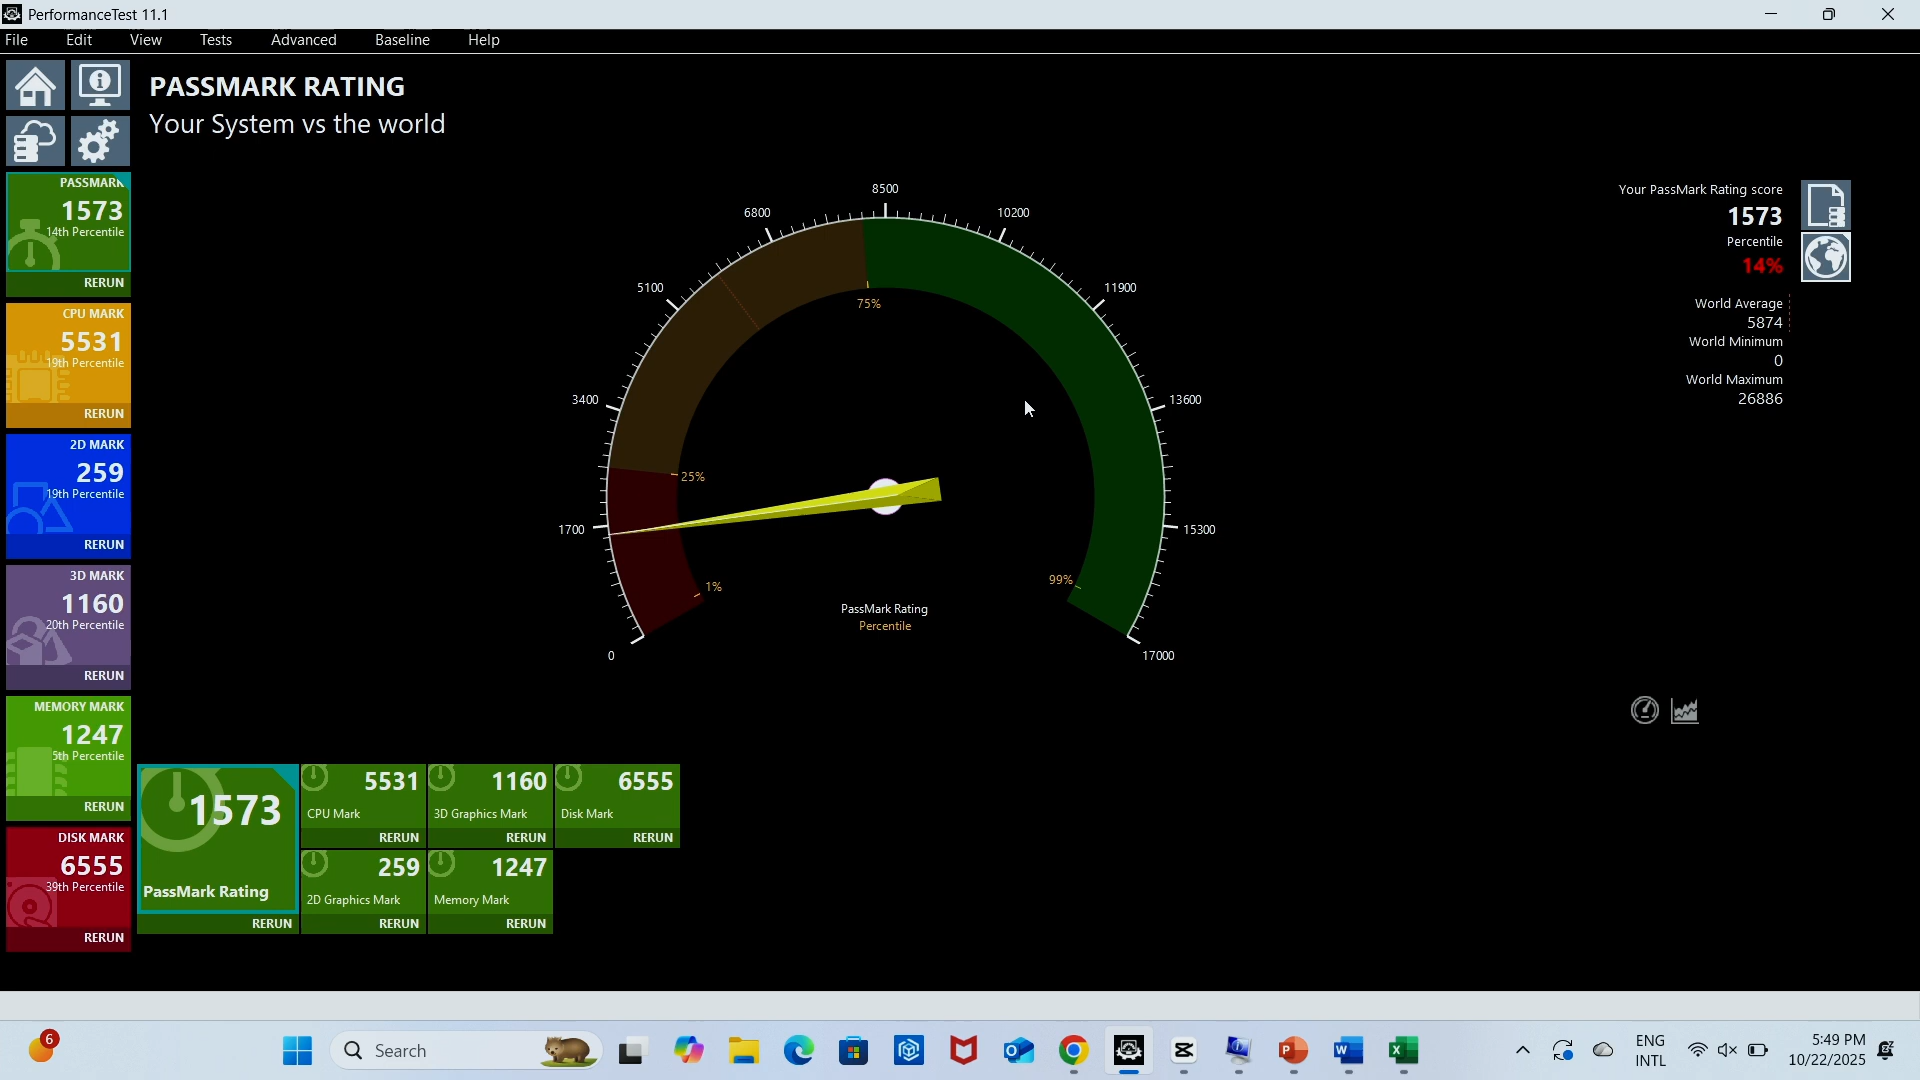 PerformanceTest 11.1
File Edit View Tests Advanced Baseline Help
PASSMARK RATING
Your System vs the world
PASSMARK
1573
14th Percentile
RERUN
CPU MARK
5531
19th Percentile
RERUN
2D MARK
259
19th Percentile
RERUN
3D MARK
1160
20th Percentile
RERUN
MEMORY MARK
1247
5th Percentile
RERUN
DISK MARK
6555
39th Percentile
RERUN
0
1700
3400
5100
6800
8500
10200
11900
13600
15300
17000
1%
25%
75%
99%
PassMark Rating
Percentile
Your PassMark Rating score
1573
Percentile
14%
World Average
5874
World Minimum
0
World Maximum
26886
1573
PassMark Rating
RERUN
5531
CPU Mark
RERUN
1160
3D Graphics Mark
RERUN
6555
Disk Mark
RERUN
259
2D Graphics Mark
RERUN
1247
Memory Mark
RERUN
6
Search
ENG
INTL
5:49 PM
10/22/2025